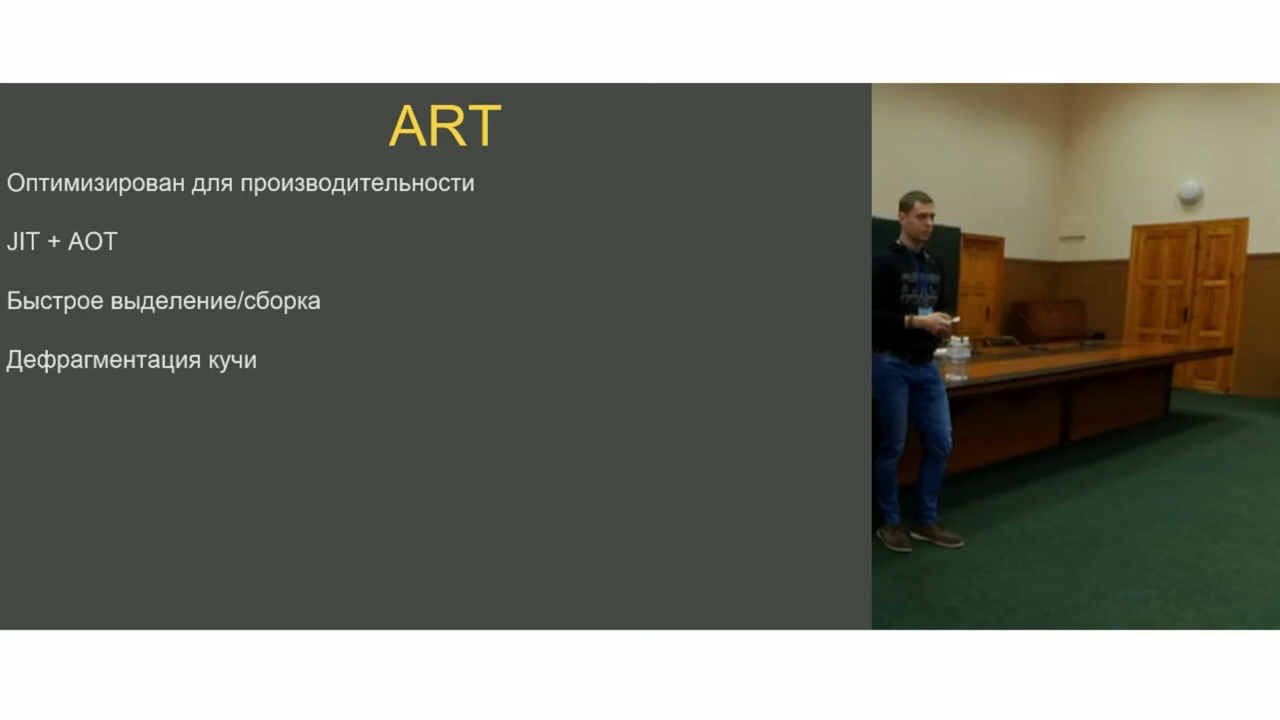 ART
Оптимизирован для производительности
JIT + AOT
Быстрое выделение/сборка
Дефрагментация кучи